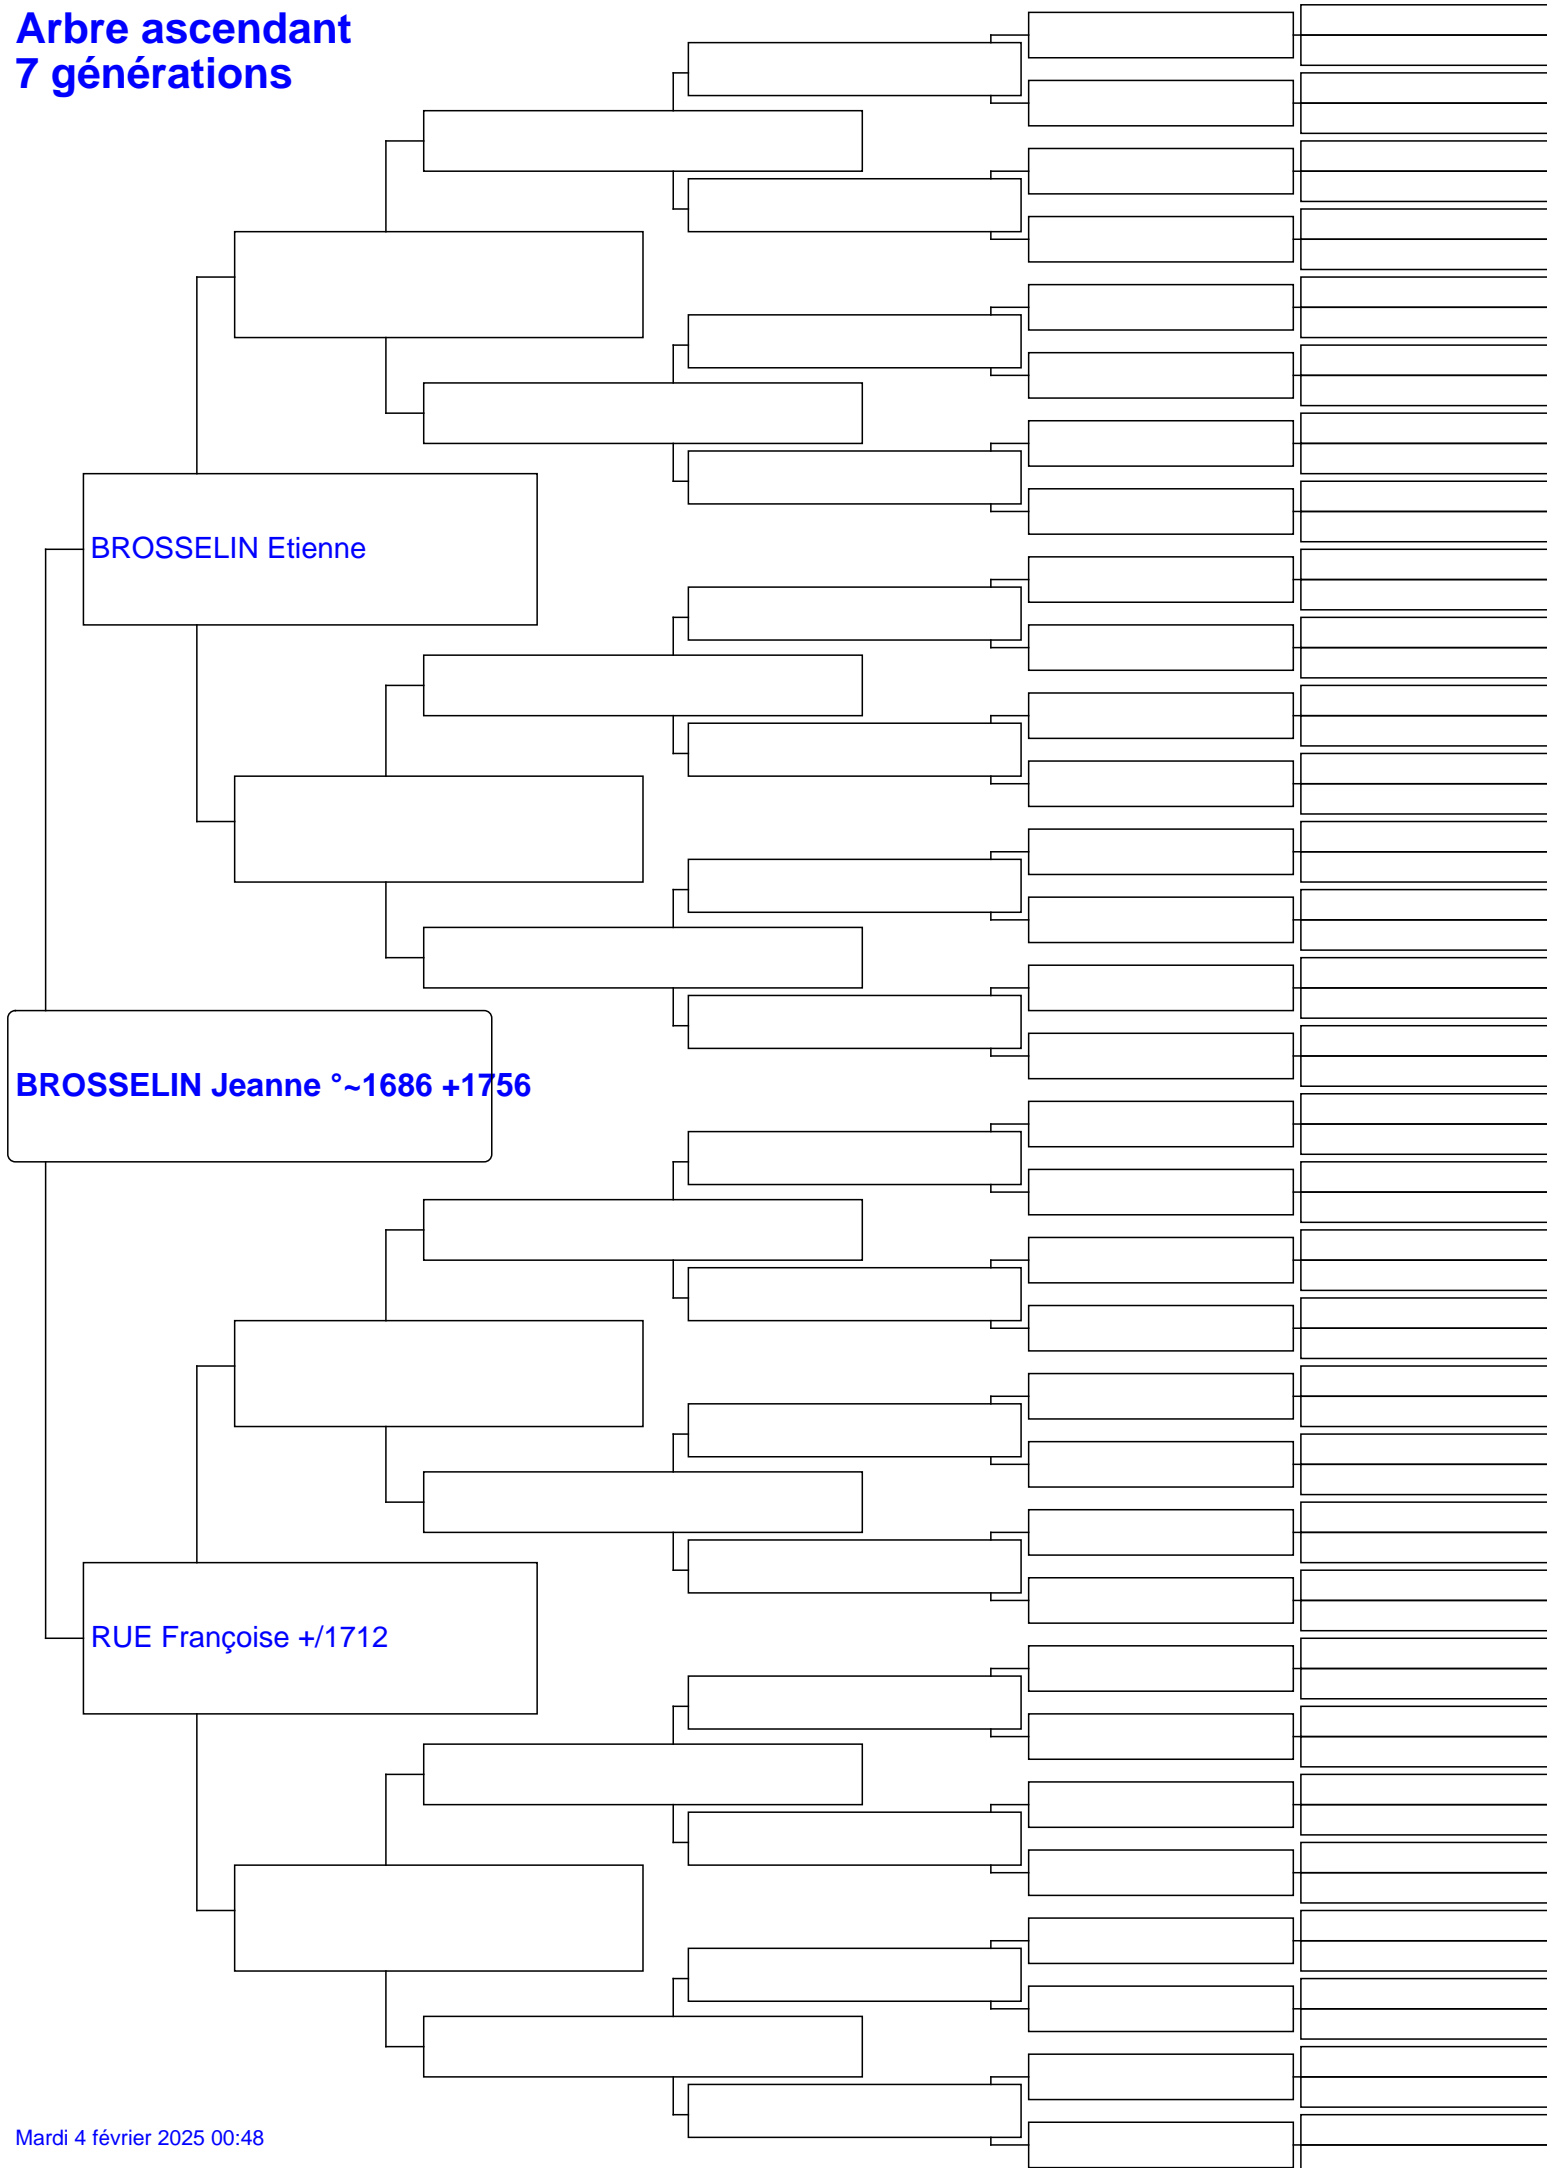 Arbre ascendant
7 générations
BROSSELIN Etienne
BROSSELIN Jeanne °~1686 +1756
RUE Françoise +/1712
Mardi 4 février 2025 00:48